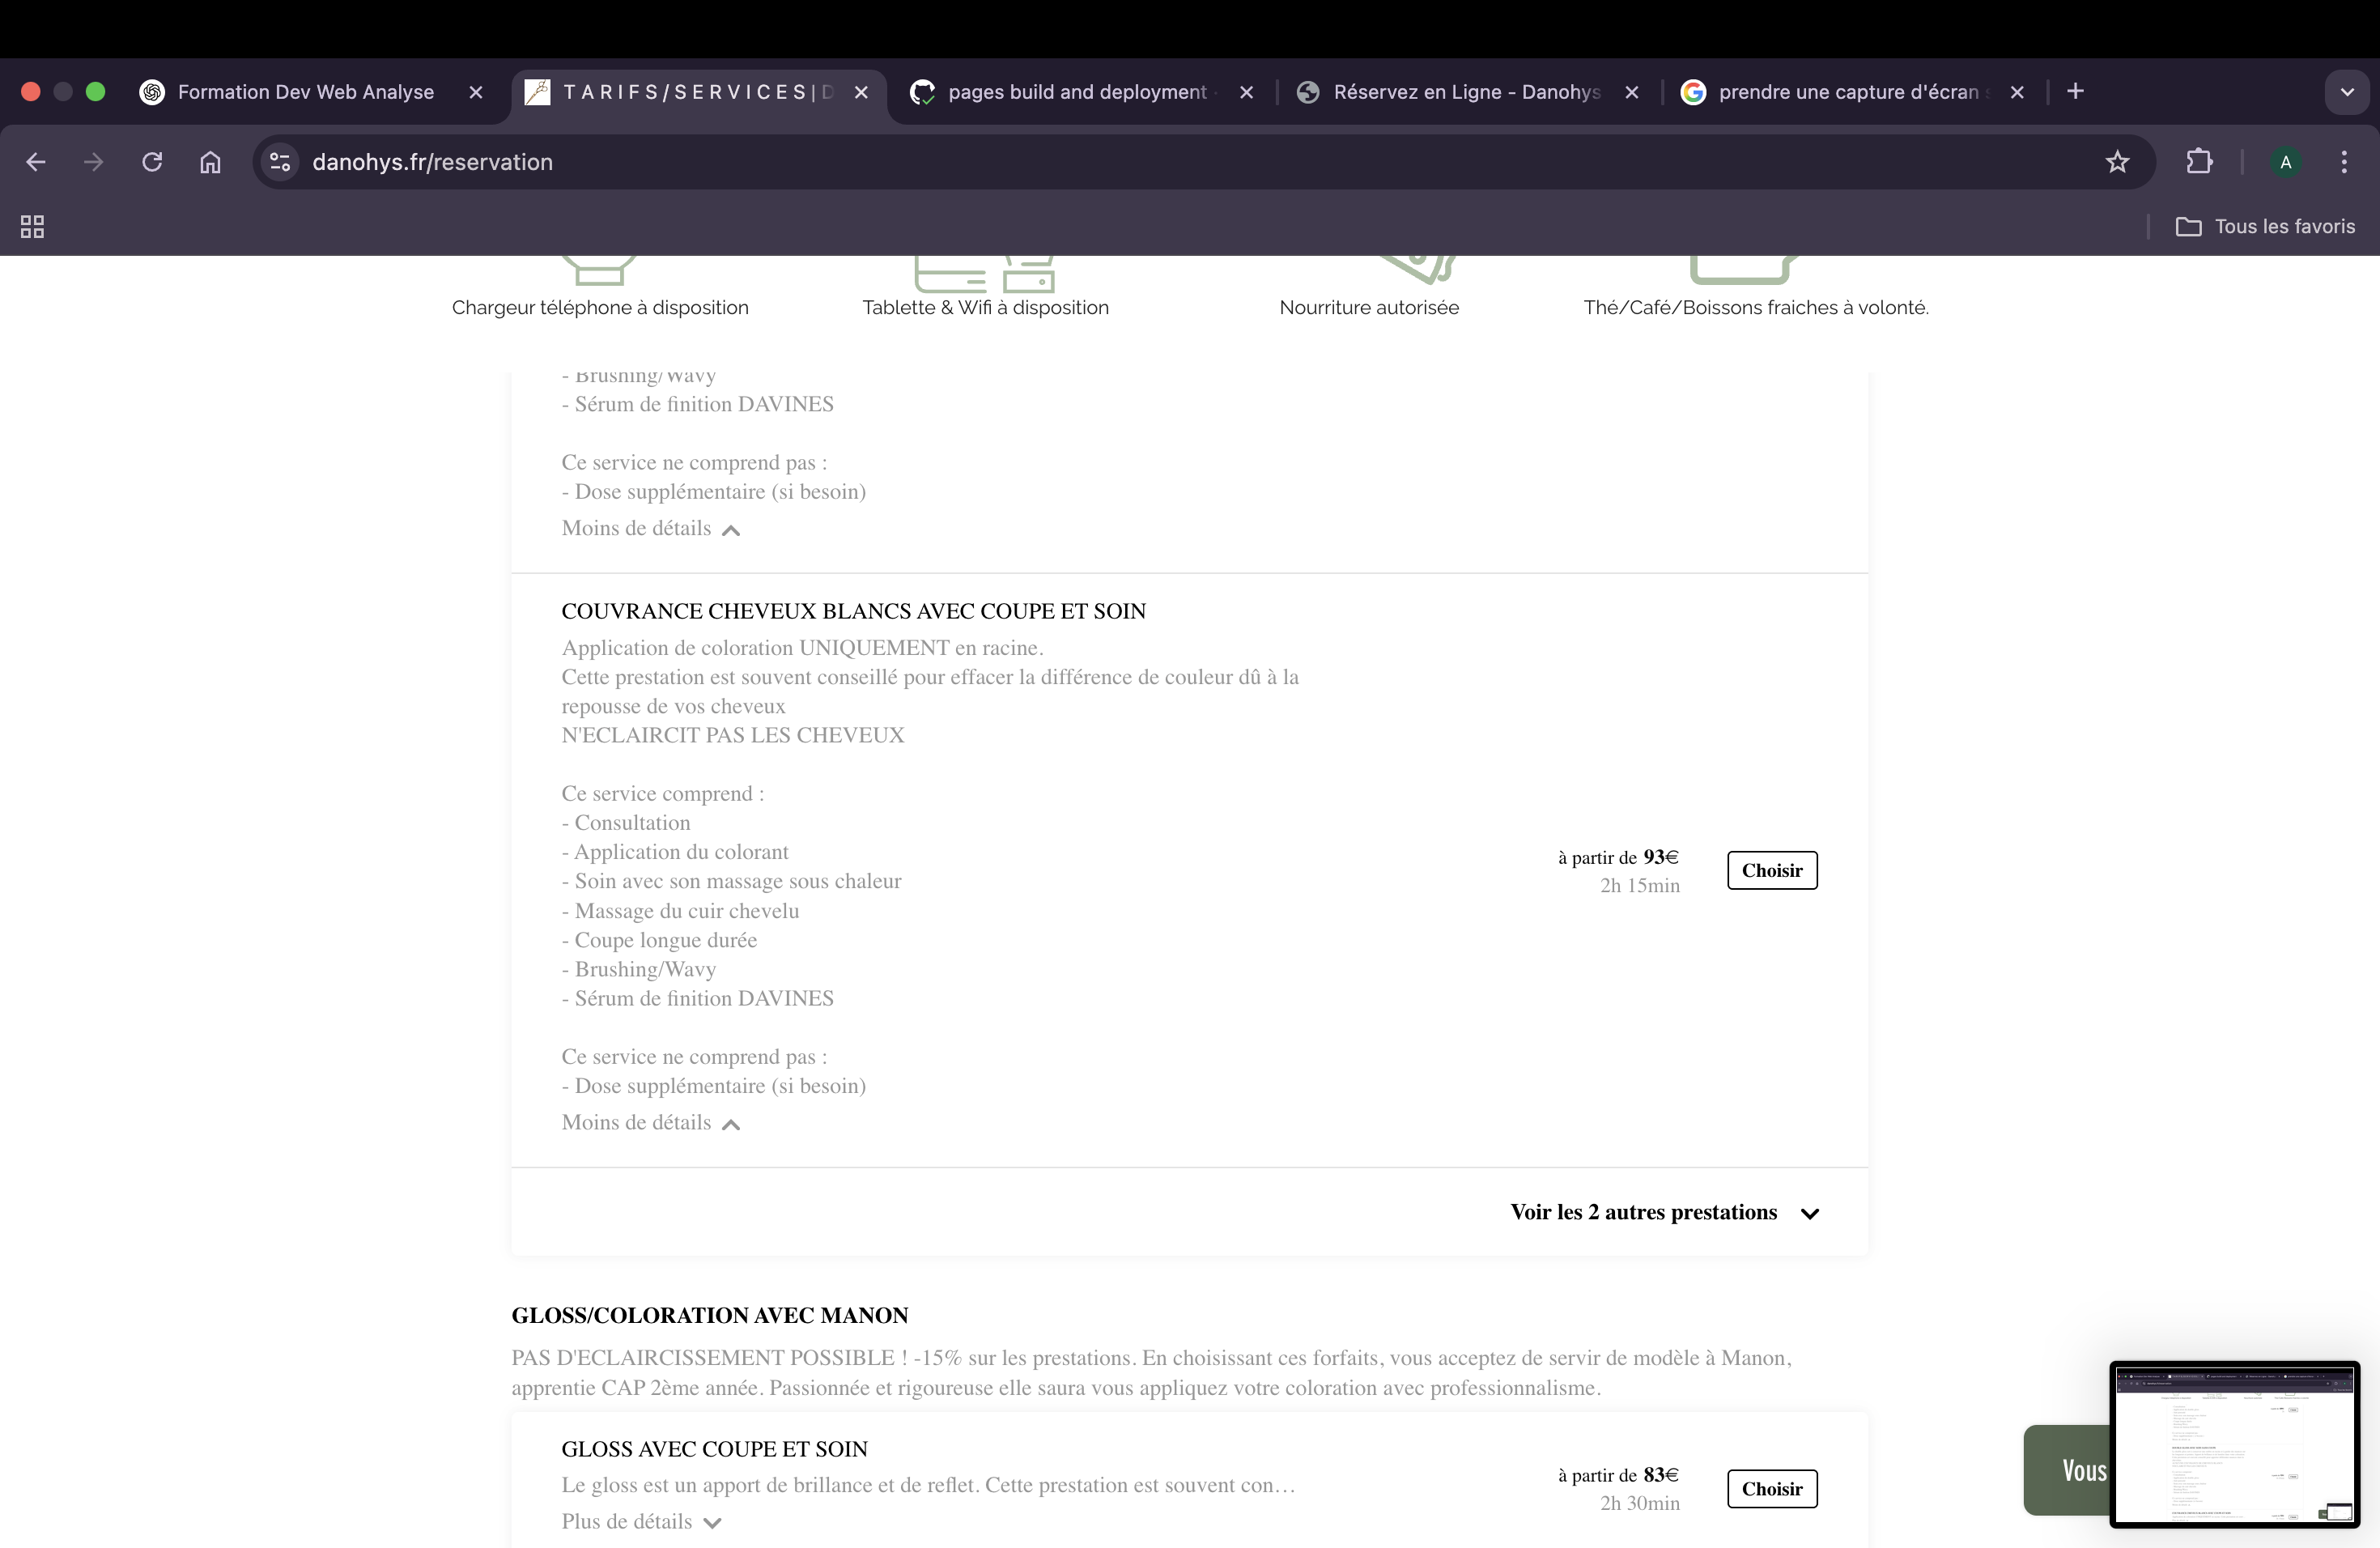 Formation Dev Web Analyse
T A R I F S / S E R V I C E S | D
pages build and deployment ·
Réservez en Ligne - Danohys
prendre une capture d'écran s
danohys.fr/reservation
A
Tous les favoris
Chargeur téléphone à disposition
Tablette & Wifi à disposition
Nourriture autorisée
Thé/Café/Boissons fraiches à volonté.
- Brushing/Wavy
- Sérum de finition DAVINES
Ce service ne comprend pas :
- Dose supplémentaire (si besoin)
Moins de détails
COUVRANCE CHEVEUX BLANCS AVEC COUPE ET SOIN
Application de coloration UNIQUEMENT en racine.
Cette prestation est souvent conseillé pour effacer la différence de couleur dû à la
repousse de vos cheveux
N'ECLAIRCIT PAS LES CHEVEUX
Ce service comprend :
- Consultation
- Application du colorant
- Soin avec son massage sous chaleur
- Massage du cuir chevelu
- Coupe longue durée
- Brushing/Wavy
- Sérum de finition DAVINES
Ce service ne comprend pas :
- Dose supplémentaire (si besoin)
Moins de détails
à partir de 93€
2h 15min
Choisir
Voir les 2 autres prestations
GLOSS/COLORATION AVEC MANON
PAS D'ECLAIRCISSEMENT POSSIBLE ! -15% sur les prestations. En choisissant ces forfaits, vous acceptez de servir de modèle à Manon,
apprentie CAP 2ème année. Passionnée et rigoureuse elle saura vous appliquez votre coloration avec professionnalisme.
GLOSS AVEC COUPE ET SOIN
Le gloss est un apport de brillance et de reflet. Cette prestation est souvent con…
Plus de détails
à partir de 83€
2h 30min
Choisir
Vous